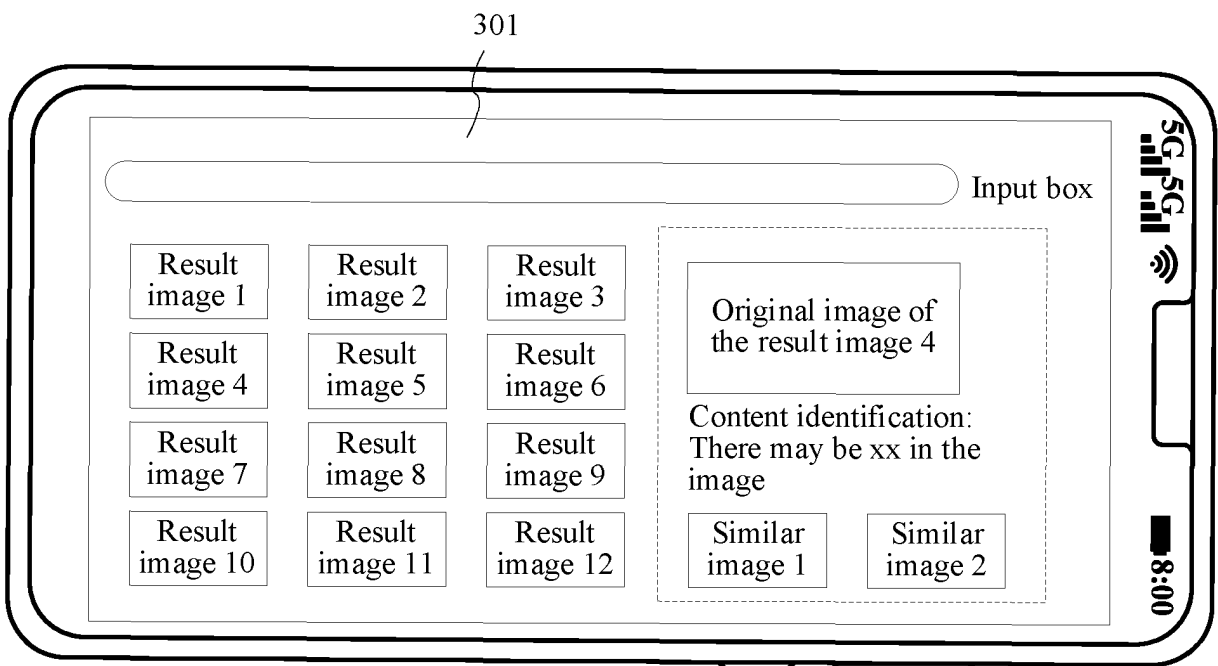 301
Input box
Result
image 1
Result
image 2
Result
image 3
Result
image 4
Result
image 5
Result
image 6
Result
image 7
Result
image 8
Result
image 9
Result
image 10
Result
image 11
Result
image 12
Original image of
the result image 4
Content identification:
There may be xx in the
image
Similar
image 1
Similar
image 2
5G
5G
8:00